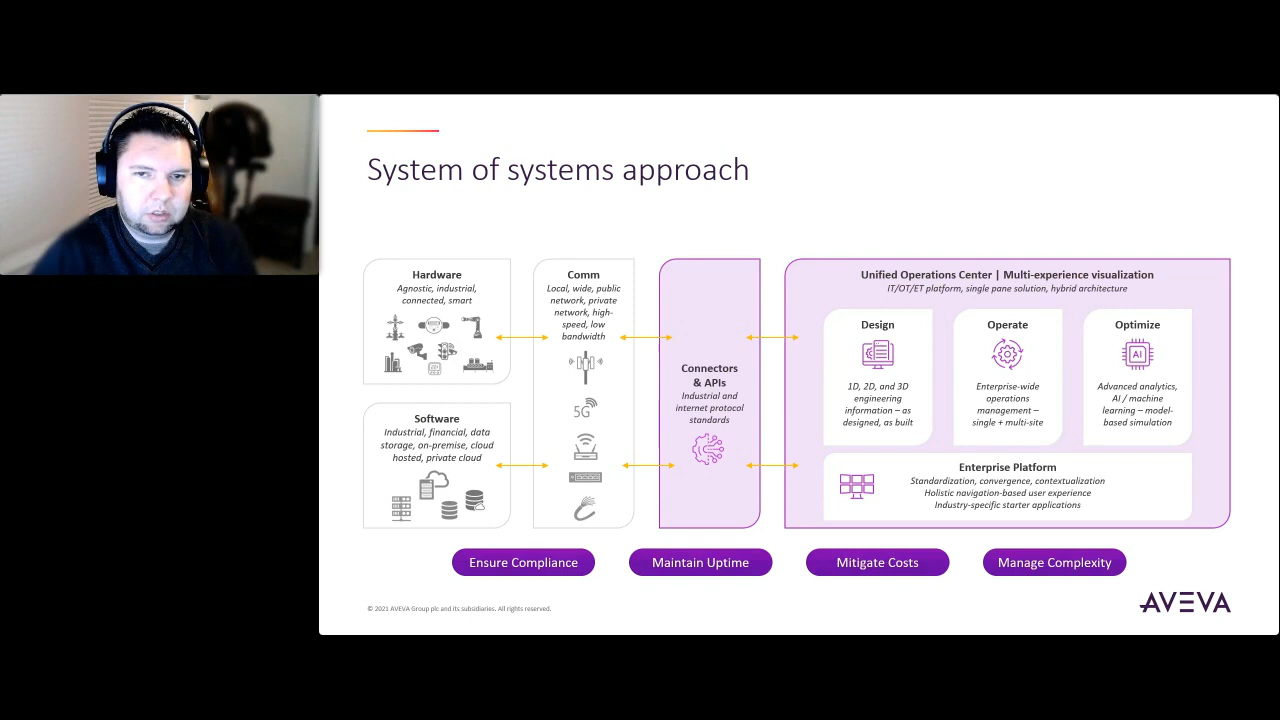 System of systems approach
Hardware
Agnostic, industrial,
connected, smart
Software
Industrial, financial, data
storage, on-premise, cloud
hosted, private cloud
Comm
Local, wide, public
network, private
network, high-
speed, low
bandwidth
5G
Connectors
& APIs
Industrial and
internet protocol
standards
Unified Operations Center | Multi-experience visualization
IT/OT/ET platform, single pane solution, hybrid architecture
Design
1D, 2D, and 3D
engineering
information – as
designed, as built
Operate
Enterprise-wide
operations
management –
single + multi-site
Optimize
AI
Advanced analytics,
AI / machine
learning – model-
based simulation
Enterprise Platform
Standardization, convergence, contextualization
Holistic navigation-based user experience
Industry-specific starter applications
Ensure Compliance
Maintain Uptime
Mitigate Costs
Manage Complexity
© 2021 AVEVA Group plc and its subsidiaries. All rights reserved.
AVEVA